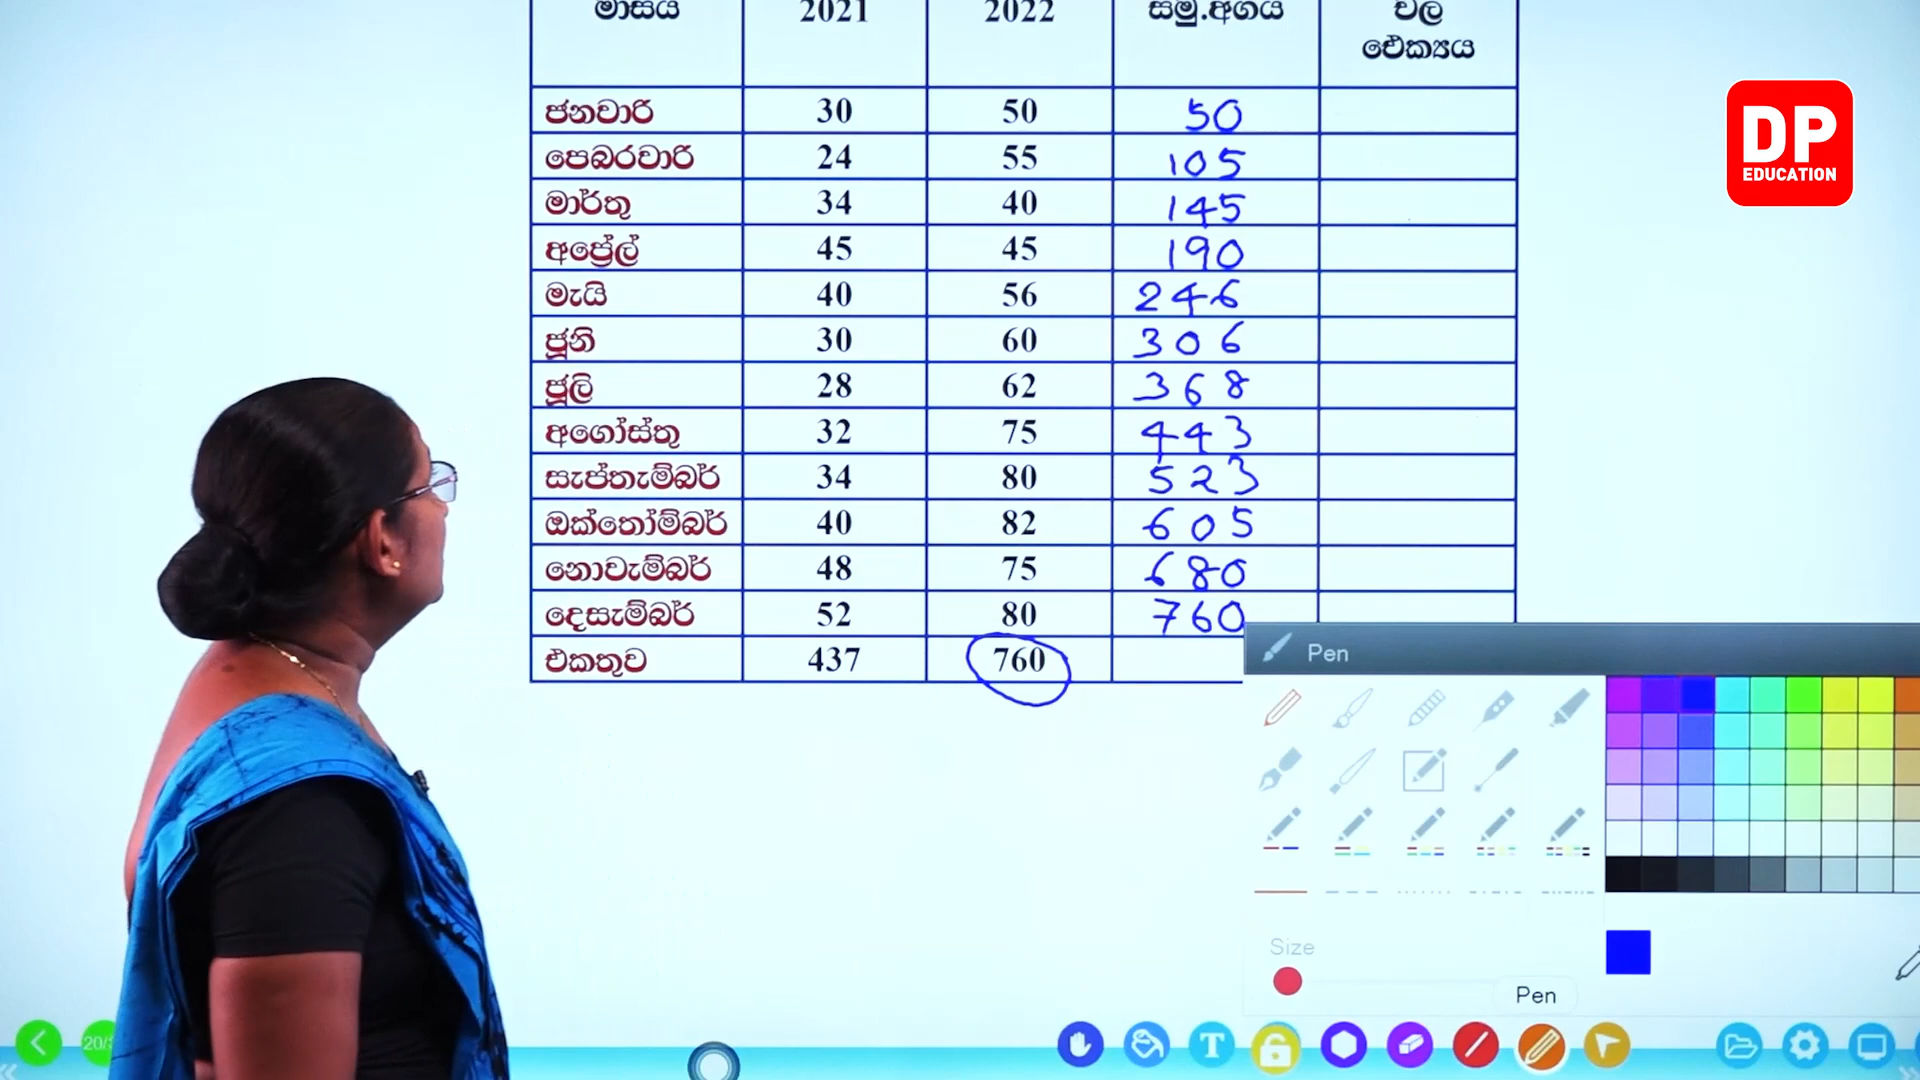 මාසය 2021 2022 සමු.අගය චල
ඓක්‍යය
ජනවාරි 30 50 50
පෙබරවාරි 24 55 105
මාර්තු 34 40 145
අප්‍රේල් 45 45 190
මැයි 40 56 246
ජූනි 30 60 306
ජූලි 28 62 368
අගෝස්තු 32 75 443
සැප්තැම්බර් 34 80 523
ඔක්තෝම්බර් 40 82 605
නොවැම්බර් 48 75 680
දෙසැම්බර් 52 80 760
එකතුව 437 760
DP
EDUCATION
Pen
Size
Pen
T